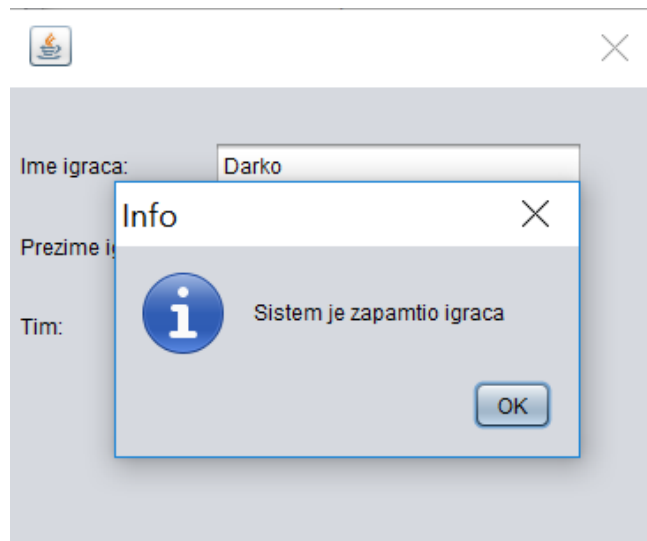 Ime igraca:
Darko
Info
Prezime
Tim:
Sistem je zapamtio igraca
OK